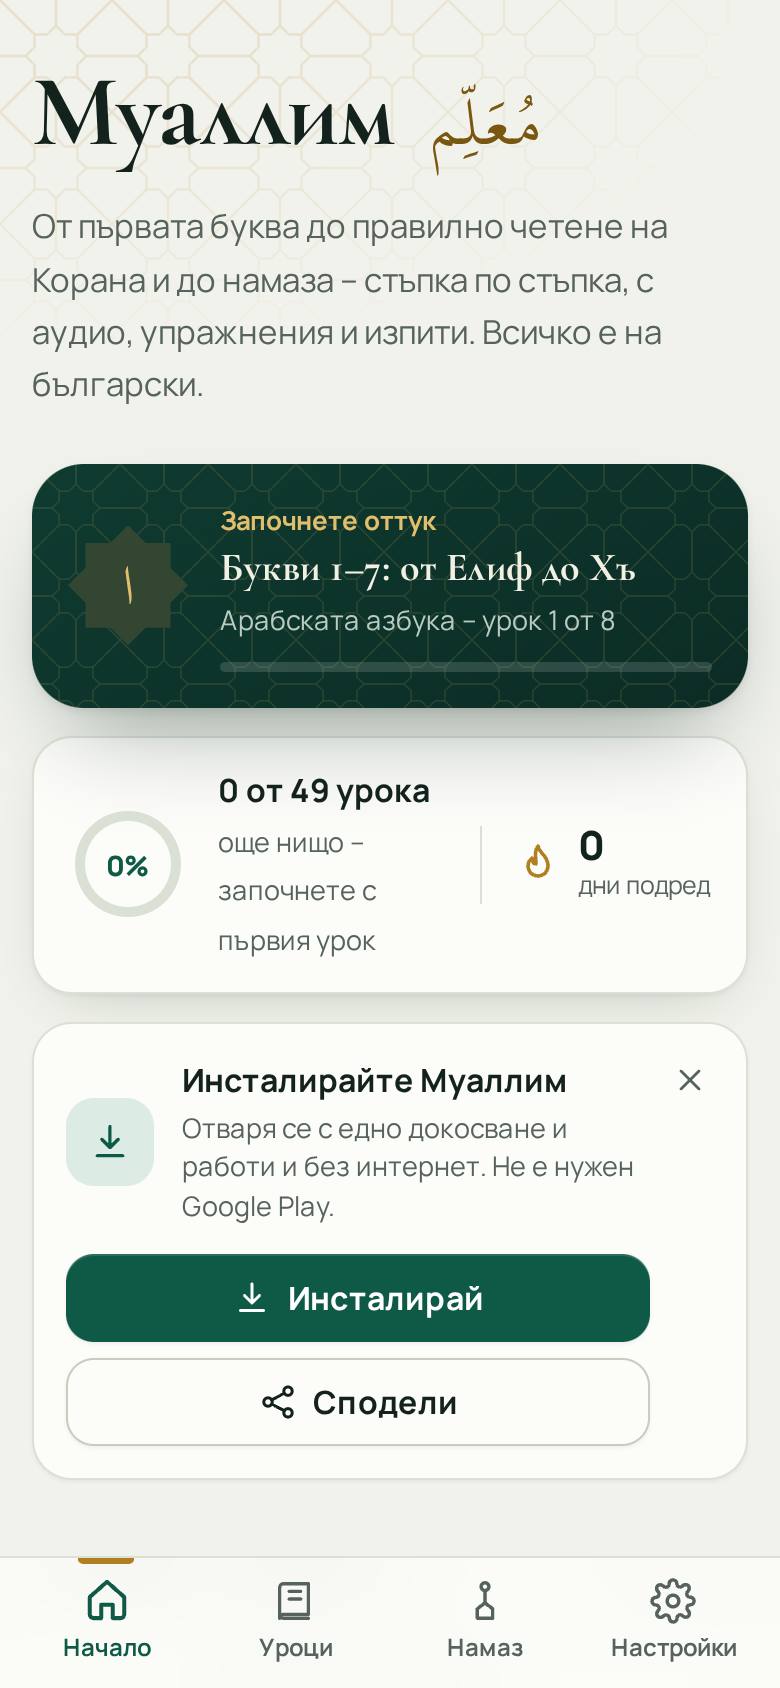 Муаллим مُعَلِّم
От първата буква до правилно четене на
Корана и до намаза – стъпка по стъпка, с
аудио, упражнения и изпити. Всичко е на
български.
ا
Започнете оттук
Букви 1–7: от Елиф до Хъ
Арабската азбука – урок 1 от 8
0%
0 от 49 урока
още нищо –
започнете с
първия урок
0
дни подред
Инсталирайте Муаллим
Отваря се с едно докосване и
работи и без интернет. Не е нужен
Google Play.
Инсталирай
Сподели
Начало
Уроци
Намаз
Настройки